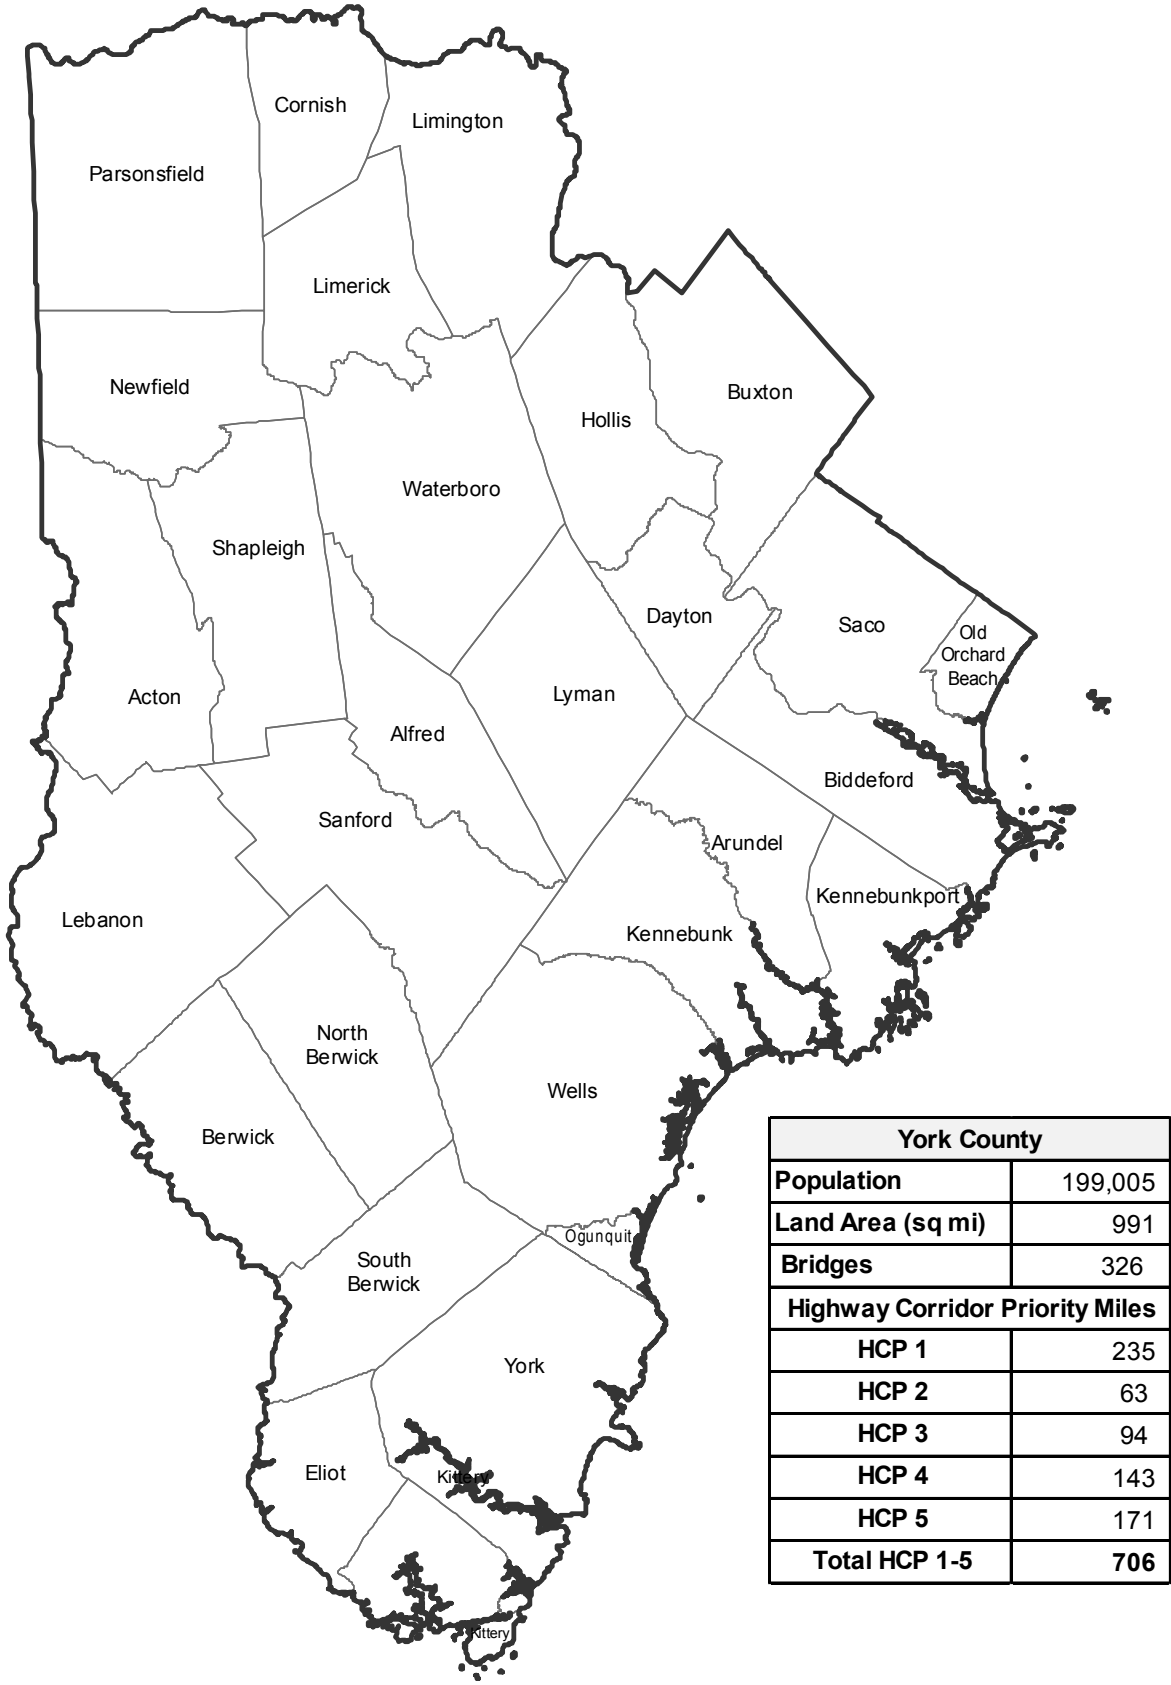 Cornish
Limington
Parsonsfield
Limerick
Newfield
Buxton
Hollis
Waterboro
Shapleigh
Dayton
Saco
Old
Orchard
Beach
Acton
Lyman
Alfred
Biddeford
Sanford
Arundel
Kennebunkport
Lebanon
Kennebunk
North
Berwick
Wells
Berwick
Ogunquit
South
Berwick
York
Eliot
Kittery
Kittery
York County
Population 199,005
Land Area (sq mi) 991
Bridges 326
Highway Corridor Priority Miles
HCP 1 235
HCP 2 63
HCP 3 94
HCP 4 143
HCP 5 171
Total HCP 1-5 706